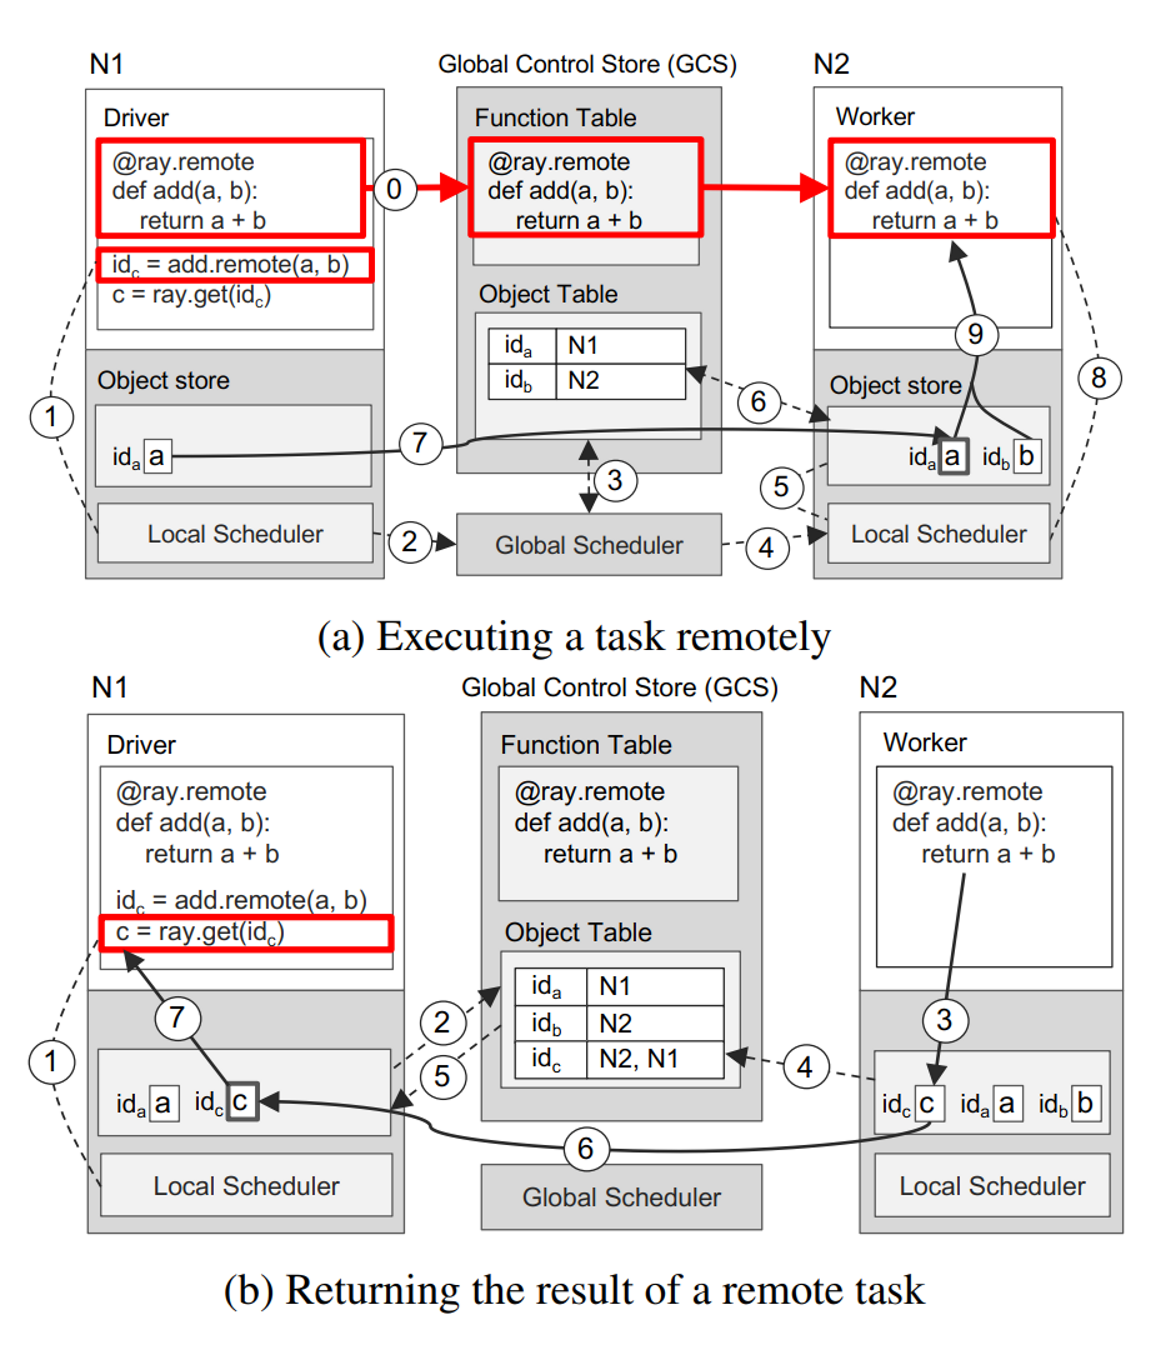 N1
Global Control Store (GCS)
N2
Driver
@ray.remote
def add(a, b):
return a + b
id_c = add.remote(a, b)
c = ray.get(id_c)
Object store
id_a a
Local Scheduler
Function Table
@ray.remote
def add(a, b):
return a + b
Object Table
id_a N1
id_b N2
Global Scheduler
Worker
@ray.remote
def add(a, b):
return a + b
Object store
id_a a id_b b
Local Scheduler
0
1
2
3
4
5
6
7
8
9
(a) Executing a task remotely
N1
Global Control Store (GCS)
N2
Driver
@ray.remote
def add(a, b):
return a + b
id_c = add.remote(a, b)
c = ray.get(id_c)
id_a a id_c c
Local Scheduler
Function Table
@ray.remote
def add(a, b):
return a + b
Object Table
id_a N1
id_b N2
id_c N2, N1
Global Scheduler
Worker
@ray.remote
def add(a, b):
return a + b
id_c c id_a a id_b b
Local Scheduler
1
2
3
4
5
6
7
(b) Returning the result of a remote task